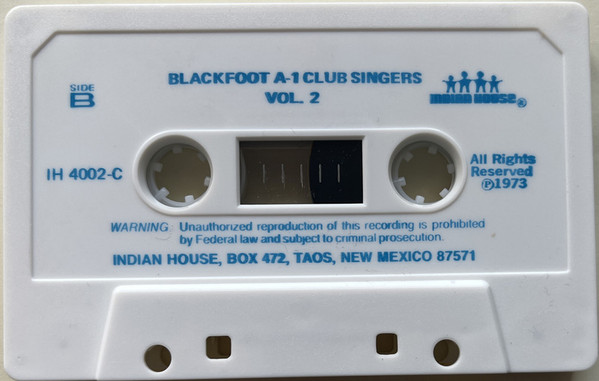 SIDE
B
BLACKFOOT A-1 CLUB SINGERS
VOL. 2
INDIAN HOUSE®
IH 4002-C
All Rights
Reserved
℗1973
WARNING: Unauthorized reproduction of this recording is prohibited
by Federal law and subject to criminal prosecution.
INDIAN HOUSE, BOX 472, TAOS, NEW MEXICO 87571